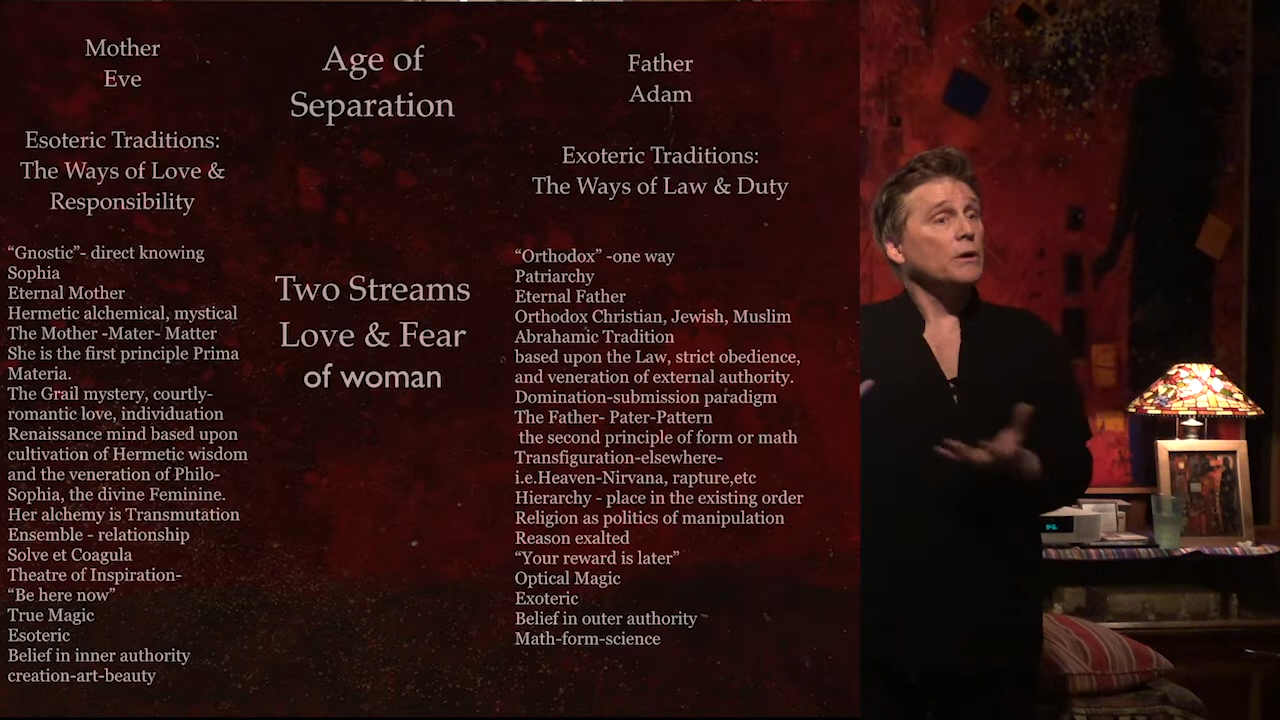 Mother
Eve
Esoteric Traditions:
The Ways of Love &
Responsibility
“Gnostic”- direct knowing
Sophia
Eternal Mother
Hermetic alchemical, mystical
The Mother -Mater- Matter
She is the first principle Prima
Materia.
The Grail mystery, courtly-
romantic love, individuation
Renaissance mind based upon
cultivation of Hermetic wisdom
and the veneration of Philo-
Sophia, the divine Feminine.
Her alchemy is Transmutation
Ensemble - relationship
Solve et Coagula
Theatre of Inspiration-
“Be here now”
True Magic
Esoteric
Belief in inner authority
creation-art-beauty
Age of
Separation
Two Streams
Love & Fear
of woman
Father
Adam
Exoteric Traditions:
The Ways of Law & Duty
“Orthodox” -one way
Patriarchy
Eternal Father
Orthodox Christian, Jewish, Muslim
Abrahamic Tradition
based upon the Law, strict obedience,
and veneration of external authority.
Domination-submission paradigm
The Father- Pater-Pattern
the second principle of form or math
Transfiguration-elsewhere-
i.e.Heaven-Nirvana, rapture,etc
Hierarchy - place in the existing order
Religion as politics of manipulation
Reason exalted
“Your reward is later”
Optical Magic
Exoteric
Belief in outer authority
Math-form-science